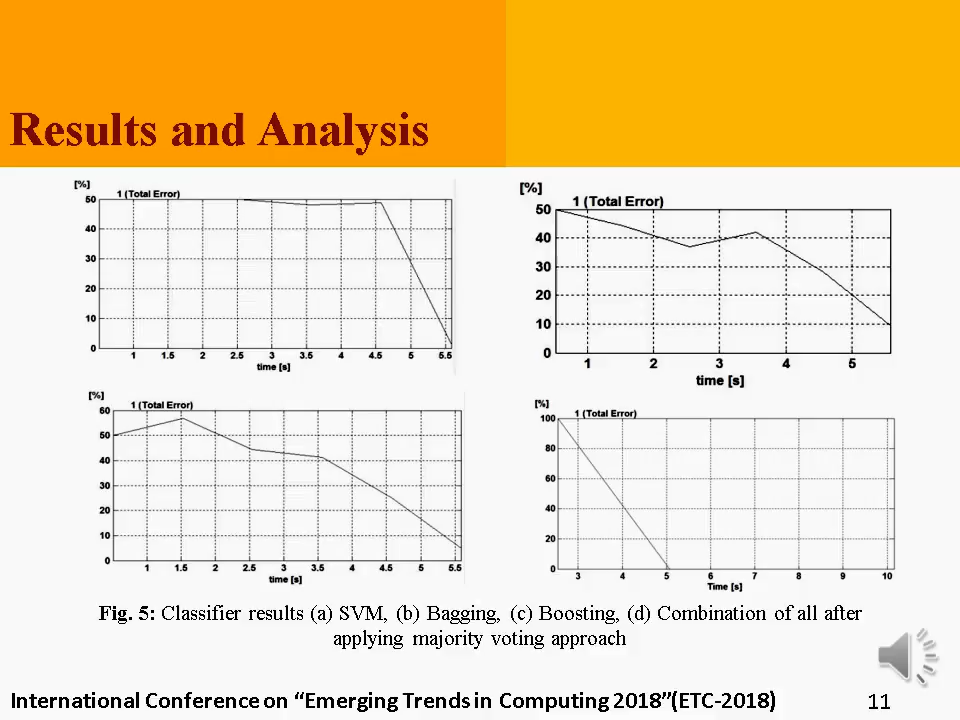 Results and Analysis
[%]
1 (Total Error)
50
40
30
20
10
0
1 1.5 2 2.5 3 3.5 4 4.5 5 5.5
time [s]
[%]
1 (Total Error)
50
40
30
20
10
0
1 2 3 4 5
time [s]
[%]
1 (Total Error)
60
50
40
30
20
10
0
1 1.5 2 2.5 3 3.5 4 4.5 5 5.5
time [s]
[%]
1 (Total Error)
100
80
60
40
20
0
3 4 5 6 7 8 9 10
Time [s]
Fig. 5: Classifier results (a) SVM, (b) Bagging, (c) Boosting, (d) Combination of all after
applying majority voting approach
International Conference on “Emerging Trends in Computing 2018”(ETC-2018)
11